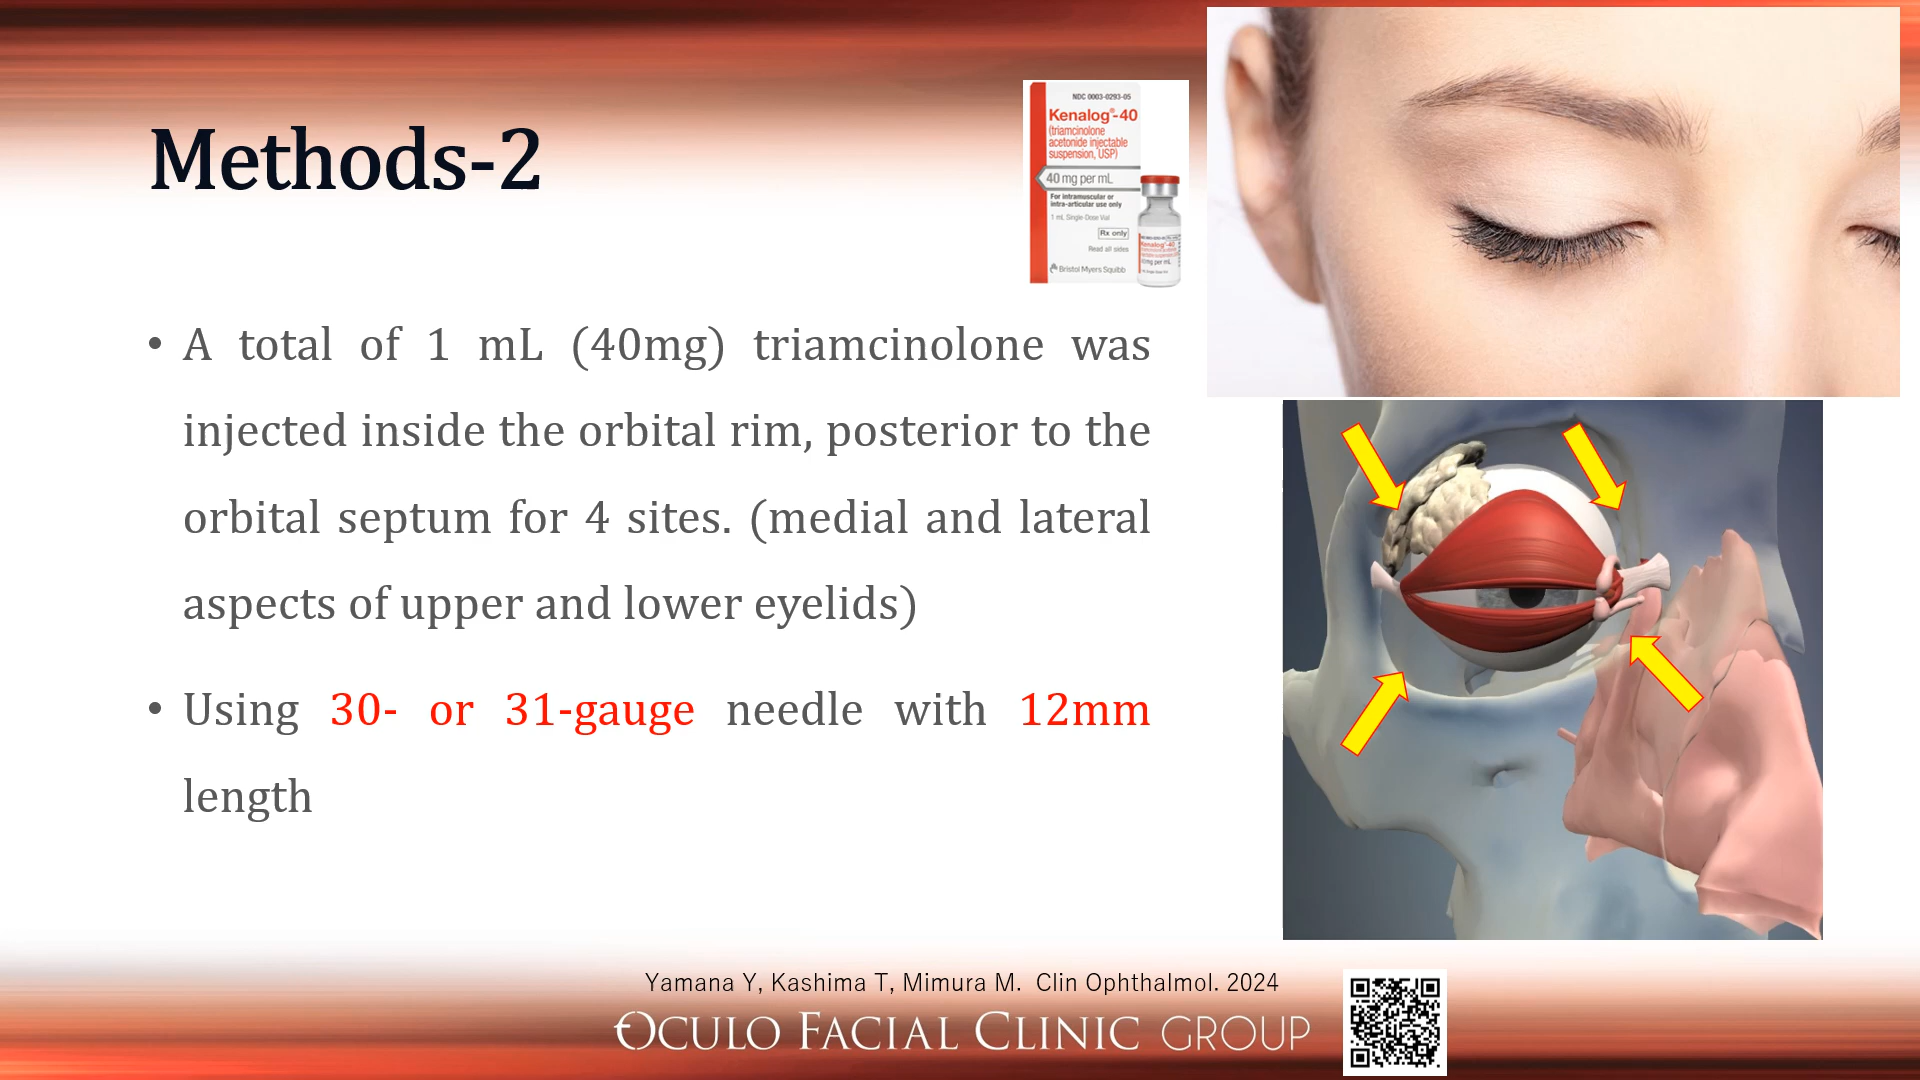 Methods-2
NDC 0003-0293-05
Kenalog®-40
(triamcinolone
acetonide injectable
suspension, USP)
40 mg per mL
For intramuscular or
intra-articular use only
1 mL Single-Dose Vial
Rx only
Read all sides
Bristol Myers Squibb
Kenalog®-40
• A total of 1 mL (40mg) triamcinolone was
injected inside the orbital rim, posterior to the
orbital septum for 4 sites. (medial and lateral
aspects of upper and lower eyelids)
• Using 30- or 31-gauge needle with 12mm
length
Yamana Y, Kashima T, Mimura M. Clin Ophthalmol. 2024
OCULO FACIAL CLINIC GROUP